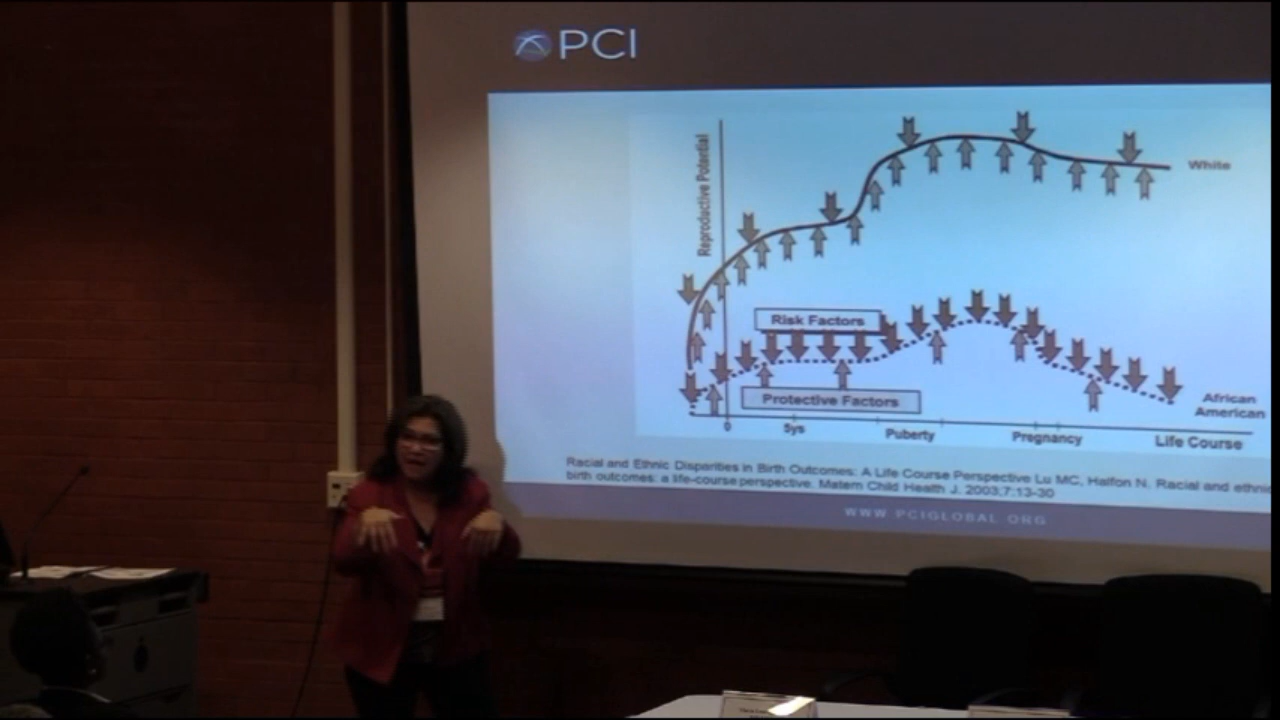 PCI
Reproductive Potential
White
Risk Factors
Protective Factors
African
American
0
5ys
Puberty
Pregnancy
Life Course
Racial and Ethnic Disparities in Birth Outcomes: A Life Course Perspective Lu MC, Halfon N. Racial and ethnic
birth outcomes: a life-course perspective. Matern Child Health J. 2003;7:13-30
WWW.PCIGLOBAL.ORG